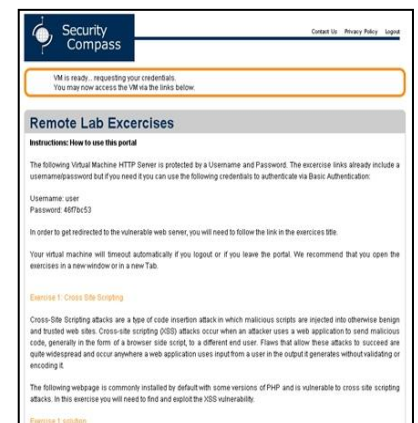 Security
Compass
Contact Us Privacy Policy Logout
VM is ready... requesting your credentials.
You may now access the VM via the links below.
Remote Lab Excercises
Instructions: How to use this portal
The following Virtual Machine HTTP Server is protected by a Username and Password. The excercise links already include a
username/password but if you need it you can use the following credentials to authenticate via Basic Authentication:
Username: user
Password: 46f7bc53
In order to get redirected to the vulnerable web server, you will need to follow the link in the exercices title.
Your virtual machine will timeout automatically if you logout or if you leave the portal. We recommend that you open the
exercises in a new window or in a new Tab.
Exercise 1: Cross Site Scripting
Cross-Site Scripting attacks are a type of code insertion attack in which malicious scripts are injected into otherwise benign
and trusted web sites. Cross-site scripting (XSS) attacks occur when an attacker uses a web application to send malicious
code, generally in the form of a browser side script, to a different end user. Flaws that allow these attacks to succeed are
quite widespread and occur anywhere a web application uses input from a user in the output it generates without validating or
encoding it.
The following webpage is commonly installed by default with some versions of PHP and is vulnerable to cross site scripting
attacks. In this exercise you will need to find and exploit the XSS vulnerability.
Exercise 1 solution